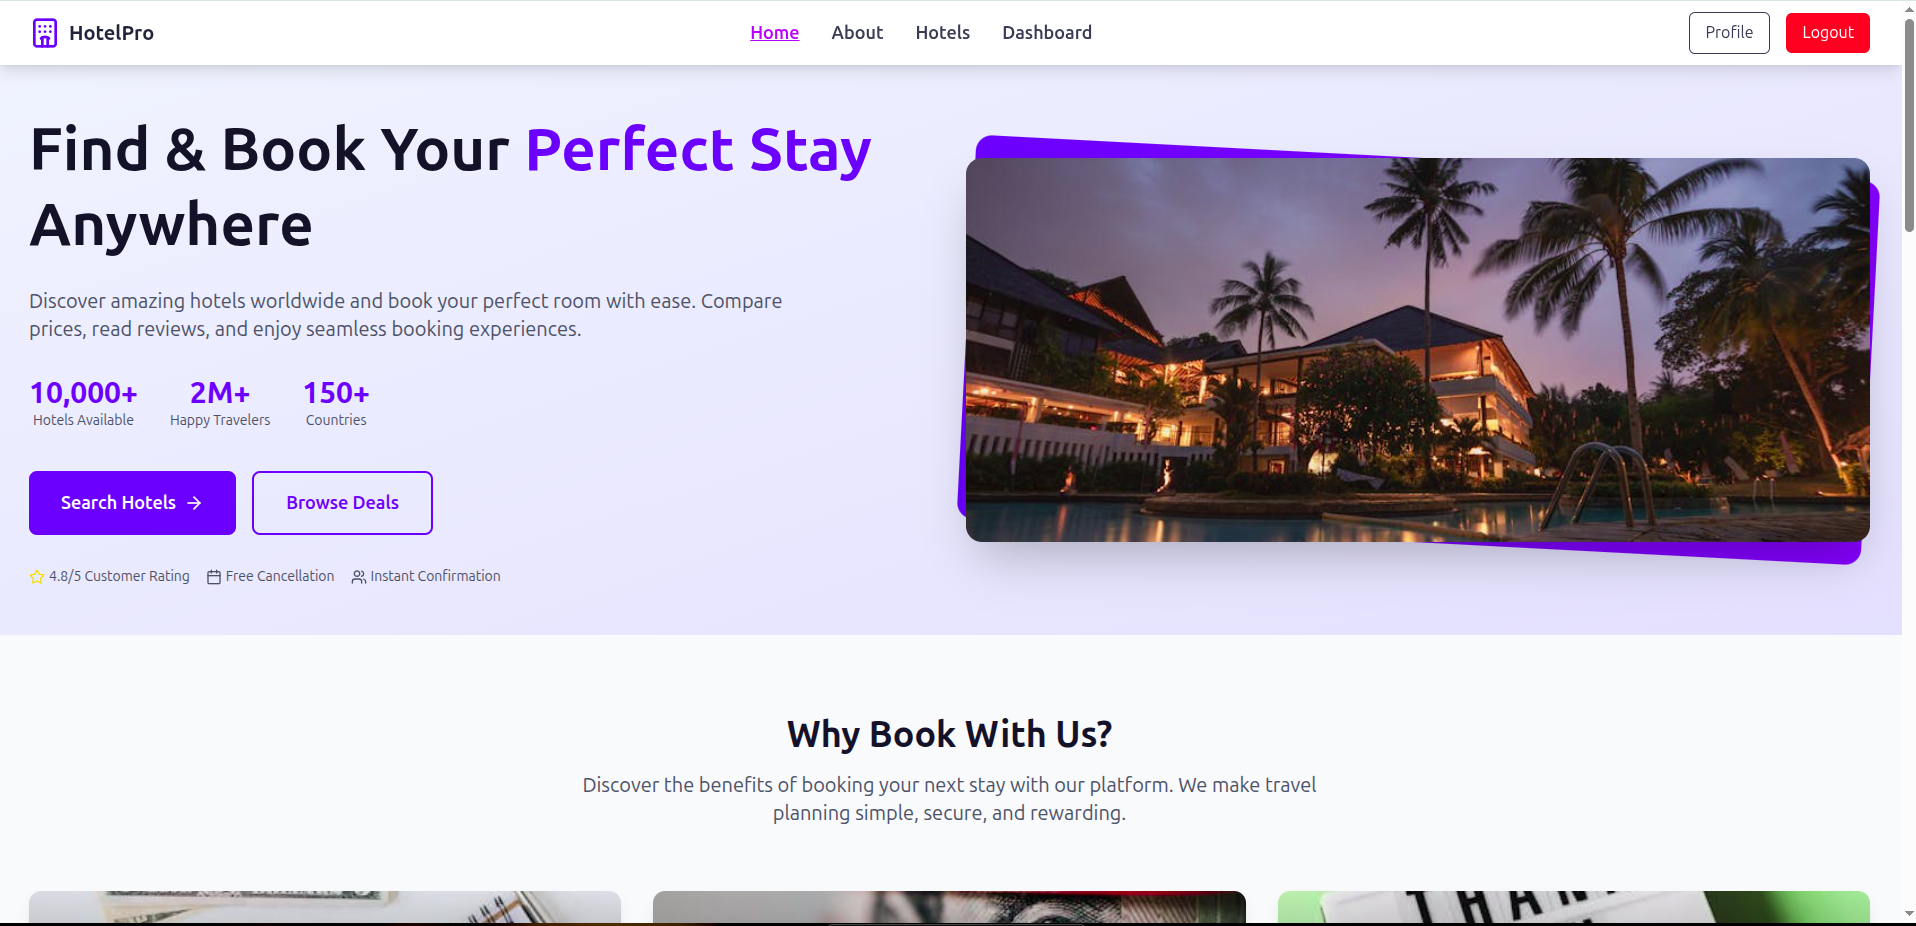 HotelPro
Home
About
Hotels
Dashboard
Profile
Logout
Find & Book Your Perfect Stay
Anywhere
Discover amazing hotels worldwide and book your perfect room with ease. Compare
prices, read reviews, and enjoy seamless booking experiences.
10,000+
Hotels Available
2M+
Happy Travelers
150+
Countries
Search Hotels →
Browse Deals
4.8/5 Customer Rating
Free Cancellation
Instant Confirmation
Why Book With Us?
Discover the benefits of booking your next stay with our platform. We make travel
planning simple, secure, and rewarding.